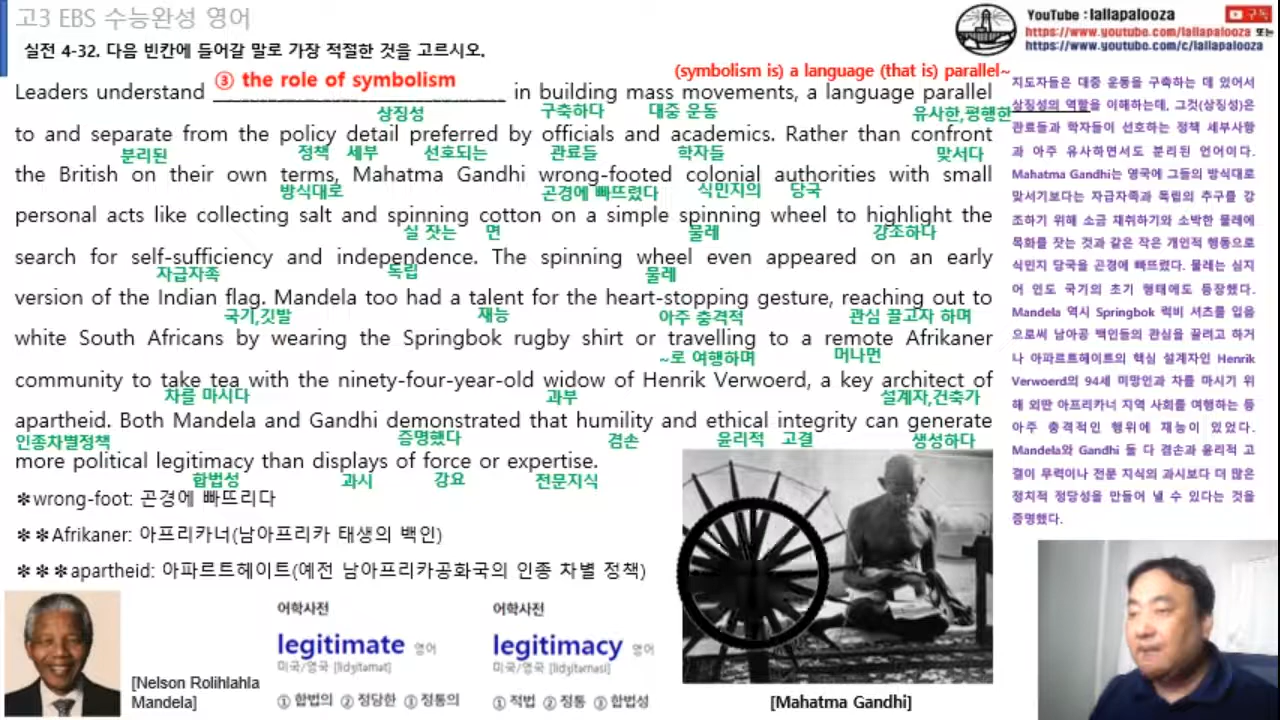 고3 EBS 수능완성 영어
실전 4-32. 다음 빈칸에 들어갈 말로 가장 적절한 것을 고르시오.
YouTube : lallapalooza
구독
https://www.youtube.com/lallapalooza 또는
https://www.youtube.com/c/lallapalooza
③ the role of symbolism
(symbolism is) a language (that is) parallel~
Leaders understand ______ in building mass movements, a language parallel
상징성 구축하다 대중 운동 유사한,평행한
to and separate from the policy detail preferred by officials and academics. Rather than confront
분리된 정책 세부 선호되는 관료들 학자들 맞서다
the British on their own terms, Mahatma Gandhi wrong-footed colonial authorities with small
방식대로 곤경에 빠뜨렸다 식민지의 당국
personal acts like collecting salt and spinning cotton on a simple spinning wheel to highlight the
실 잣는 면 물레 강조하다
search for self-sufficiency and independence. The spinning wheel even appeared on an early
자급자족 독립 물레
version of the Indian flag. Mandela too had a talent for the heart-stopping gesture, reaching out to
국기,깃발 재능 아주 충격적 관심 끌고자 하며
white South Africans by wearing the Springbok rugby shirt or travelling to a remote Afrikaner
~로 여행하며 머나먼
community to take tea with the ninety-four-year-old widow of Henrik Verwoerd, a key architect of
차를 마시다 과부 설계자,건축가
apartheid. Both Mandela and Gandhi demonstrated that humility and ethical integrity can generate
인종차별정책 증명했다 겸손 윤리적 고결 생성하다
more political legitimacy than displays of force or expertise.
합법성 과시 강요 전문지식
✻wrong-foot: 곤경에 빠뜨리다
✻✻Afrikaner: 아프리카너(남아프리카 태생의 백인)
✻✻✻apartheid: 아파르트헤이트(예전 남아프리카공화국의 인종 차별 정책)
지도자들은 대중 운동을 구축하는 데 있어서
상징성의 역할을 이해하는데, 그것(상징성)은
관료들과 학자들이 선호하는 정책 세부사항
과 아주 유사하면서도 분리된 언어이다.
Mahatma Gandhi는 영국에 그들의 방식대로
맞서기보다는 자급자족과 독립의 추구를 강
조하기 위해 소금 채취하기와 소박한 물레에
목화를 잣는 것과 같은 작은 개인적 행동으로
식민지 당국을 곤경에 빠뜨렸다. 물레는 심지
어 인도 국기의 초기 형태에도 등장했다.
Mandela 역시 Springbok 럭비 셔츠를 입음
으로써 남아공 백인들의 관심을 끌려고 하거
나 아파르트헤이트의 핵심 설계자인 Henrik
Verwoerd의 94세 미망인과 차를 마시기 위
해 외딴 아프리카너 지역 사회를 여행하는 등
아주 충격적인 행위에 재능이 있었다.
Mandela와 Gandhi 둘 다 겸손과 윤리적 고
결이 무력이나 전문 지식의 과시보다 더 많은
정치적 정당성을 만들어 낼 수 있다는 것을
증명했다.
[Nelson Rolihlahla
Mandela]
어학사전
legitimate 영어
미국/영국 [lɪdʒítəmət]
① 합법의 ② 정당한 ③ 정통의
어학사전
legitimacy 영어
미국/영국 [lɪdʒítəməsi]
① 적법 ② 정통 ③ 합법성
[Mahatma Gandhi]